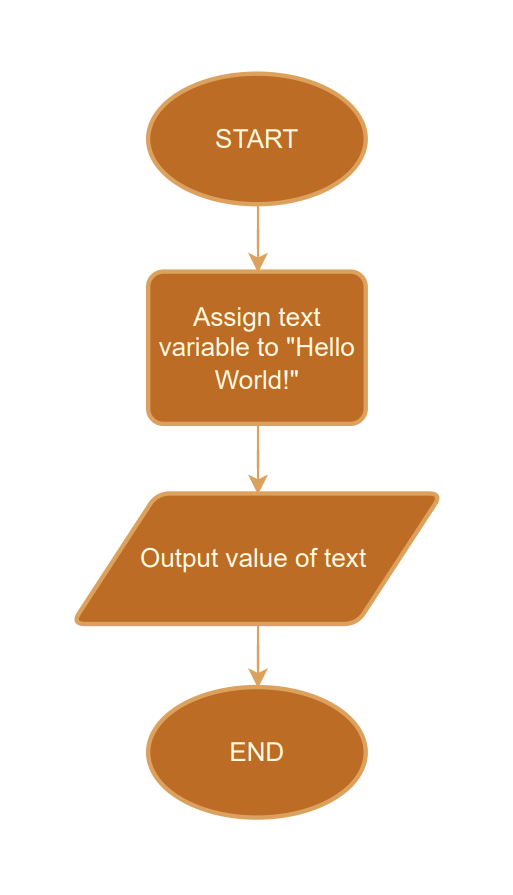 START
Assign text
variable to "Hello
World!"
Output value of text
END